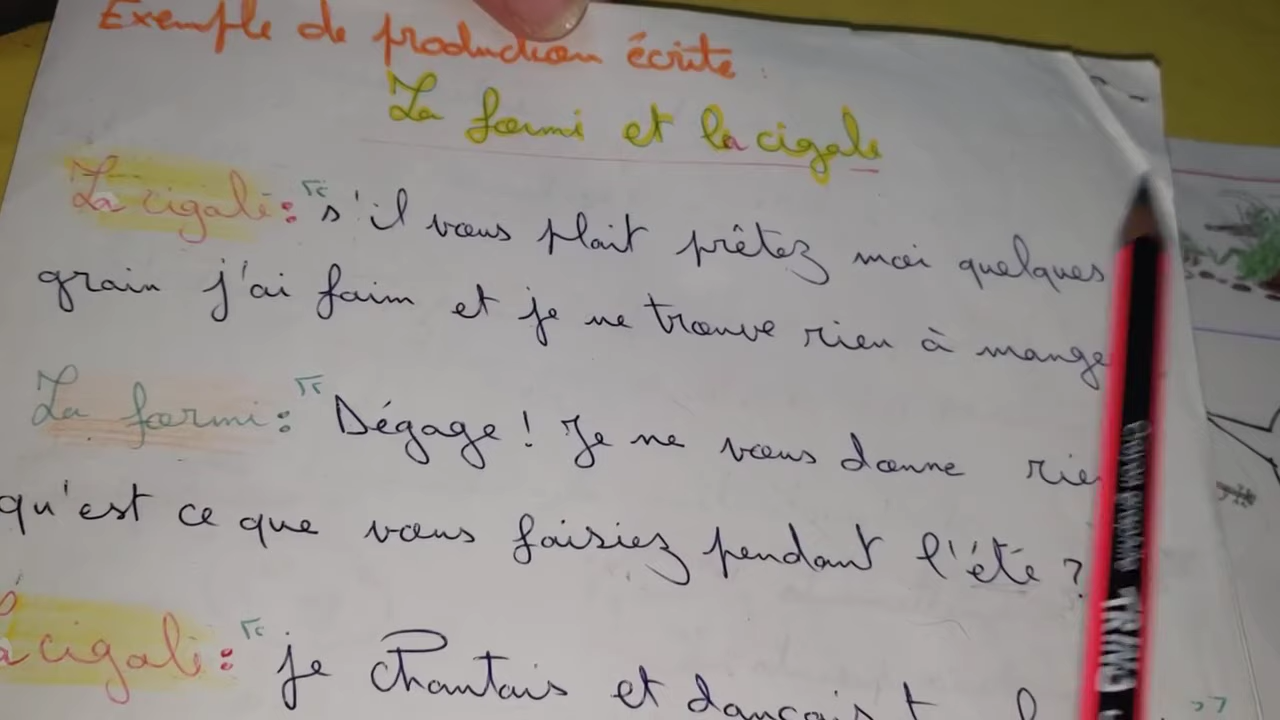 Exemple de production écrite
La formi et la cigale
La cigale: "s'il vous plait prêtez moi quelques
grain j'ai faim et je ne trouve rien à mange
La formi: "Dégage! Je ne vous donne rie
qu'est ce que vous faisiez pendant l'été ?
a cigale: "je chantais et dançais t